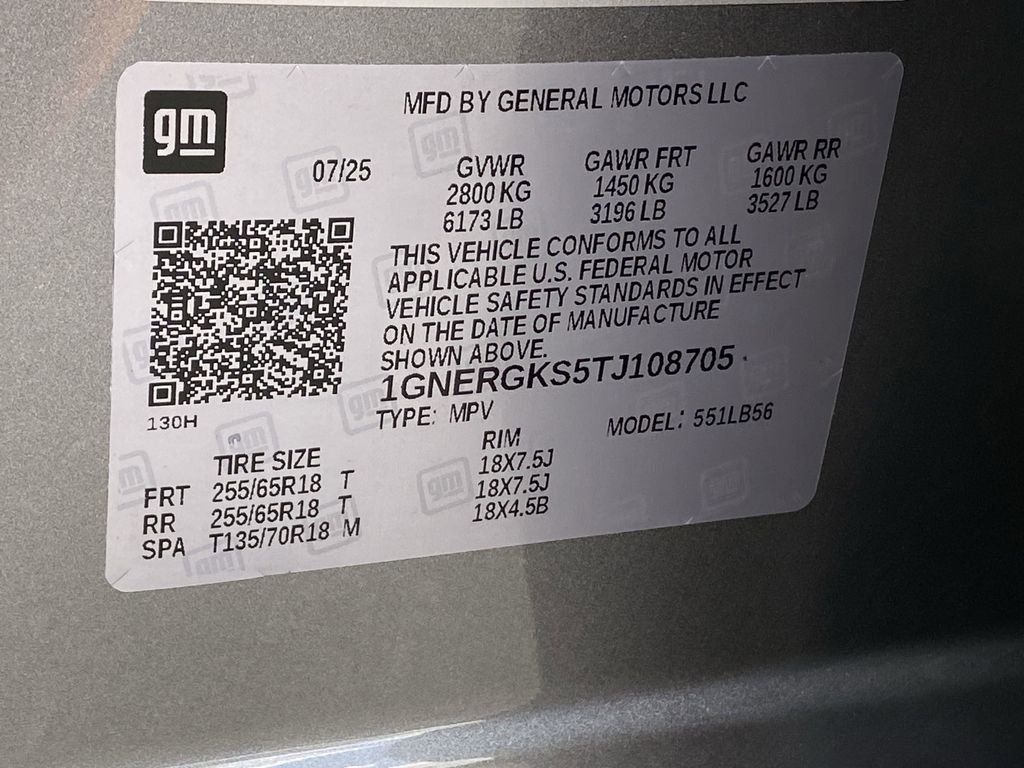 gm
MFD BY GENERAL MOTORS LLC
07/25
GVWR GAWR FRT GAWR RR
2800 KG 1450 KG 1600 KG
6173 LB 3196 LB 3527 LB
THIS VEHICLE CONFORMS TO ALL
APPLICABLE U.S. FEDERAL MOTOR
VEHICLE SAFETY STANDARDS IN EFFECT
ON THE DATE OF MANUFACTURE
SHOWN ABOVE.
1GNERGKS5TJ108705
130H
TYPE: MPV MODEL: 551LB56
TIRE SIZE RIM
FRT 255/65R18 T 18X7.5J
RR 255/65R18 T 18X7.5J
SPA T135/70R18 M 18X4.5B